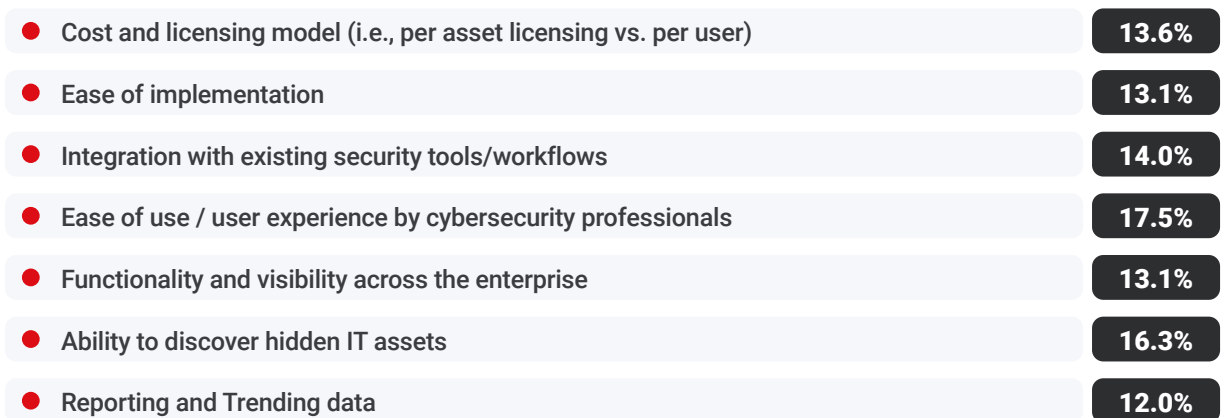 Cost and licensing model (i.e., per asset licensing vs. per user) 13.6%
Ease of implementation 13.1%
Integration with existing security tools/workflows 14.0%
Ease of use / user experience by cybersecurity professionals 17.5%
Functionality and visibility across the enterprise 13.1%
Ability to discover hidden IT assets 16.3%
Reporting and Trending data 12.0%